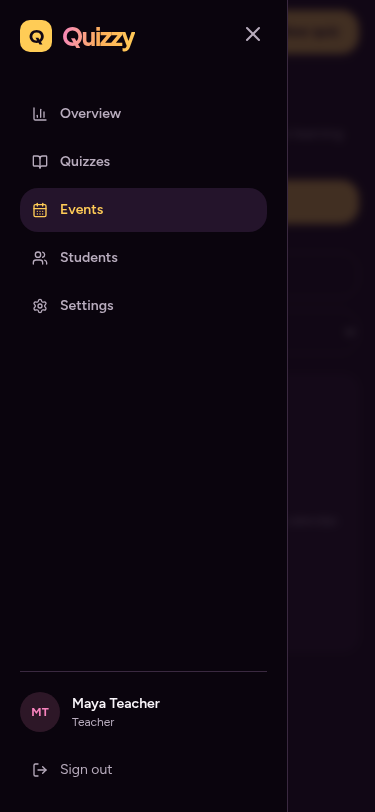 Q Quizzy
Overview
Quizzes
Events
Students
Settings
MT
Maya Teacher
Teacher
Sign out